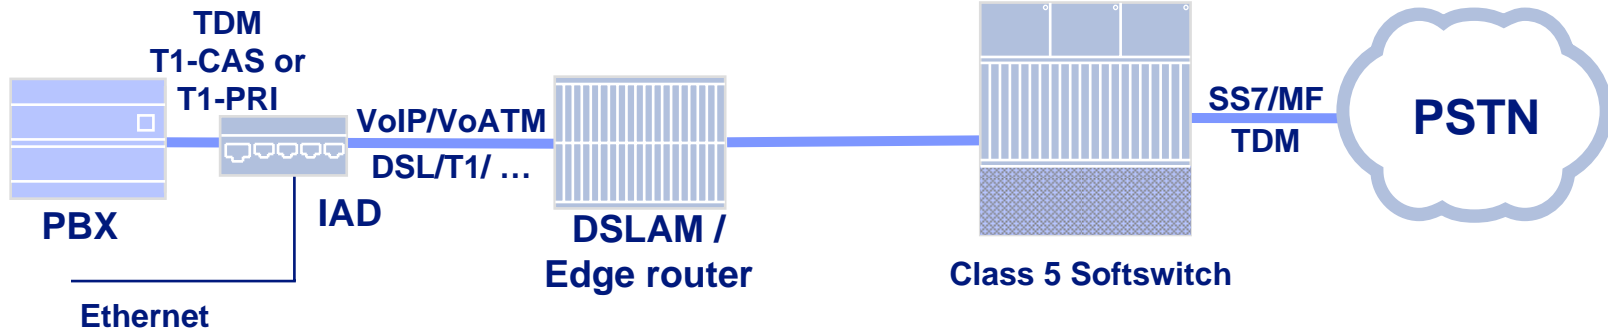 TDM
T1-CAS or
T1-PRI
PBX
IAD
Ethernet
VoIP/VoATM
DSL/T1/ …
DSLAM /
Edge router
Class 5 Softswitch
SS7/MF
TDM
PSTN